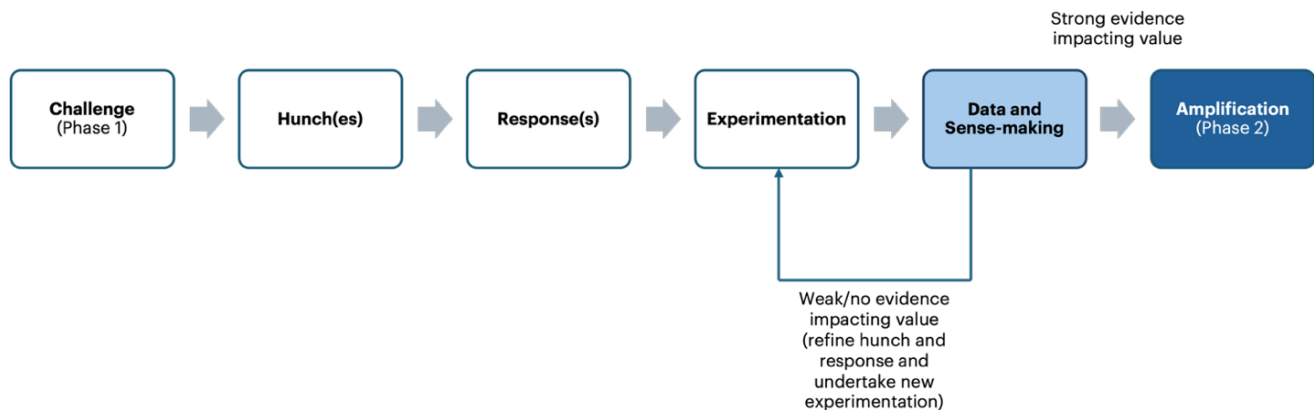 Strong evidence
impacting value
Challenge
(Phase 1)
Hunch(es)
Response(s)
Experimentation
Data and
Sense-making
Amplification
(Phase 2)
Weak/no evidence
impacting value
(refine hunch and
response and
undertake new
experimentation)